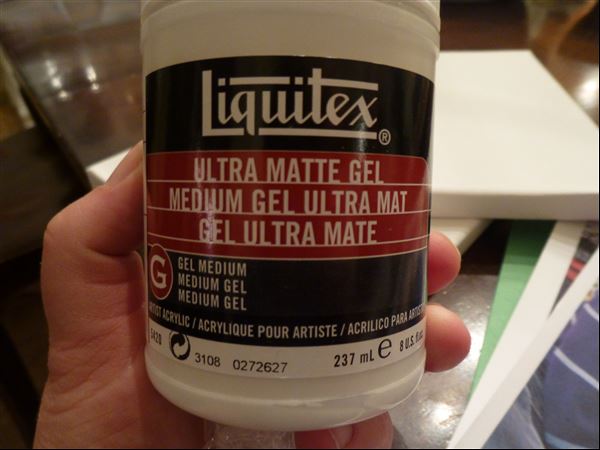 Liquitex®
ULTRA MATTE GEL
MEDIUM GEL ULTRA MAT
GEL ULTRA MATE
G
GEL MEDIUM
MEDIUM GEL
MEDIUM GEL
ARTIST ACRYLIC / ACRYLIQUE POUR ARTISTE / ACRILICO PARA
5420 3108 0272627 237 mL e 8 U.S. fl.oz.